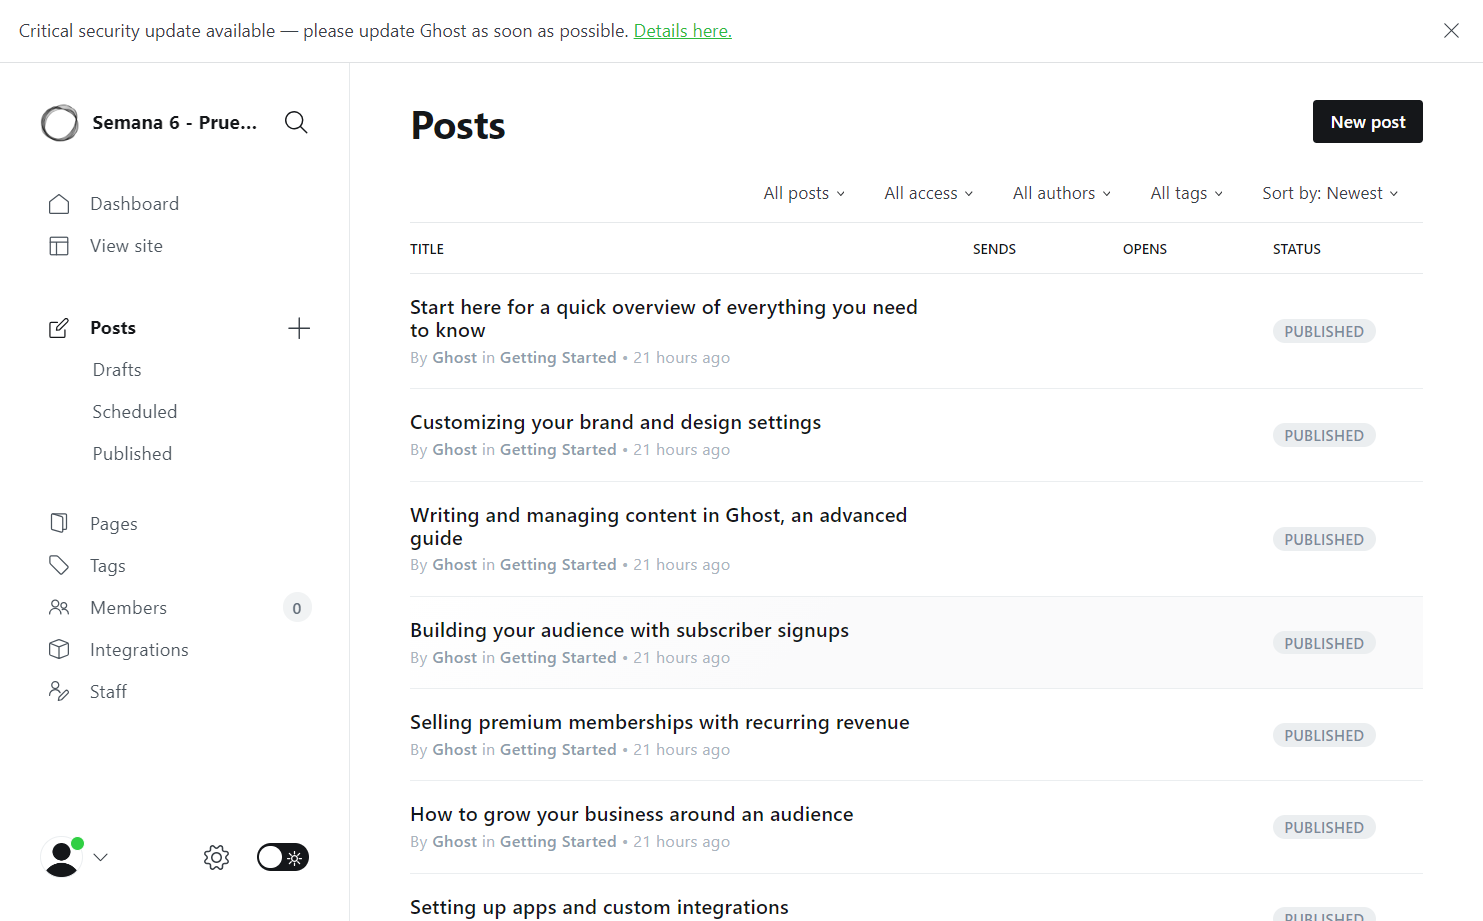 Critical security update available — please update Ghost as soon as possible. Details here.
Semana 6 - Prue...
Dashboard
View site
Posts
Drafts
Scheduled
Published
Pages
Tags
Members 0
Integrations
Staff
Posts
New post
All posts All access All authors All tags Sort by: Newest
TITLE SENDS OPENS STATUS
Start here for a quick overview of everything you need
to know
By Ghost in Getting Started • 21 hours ago
PUBLISHED
Customizing your brand and design settings
By Ghost in Getting Started • 21 hours ago
PUBLISHED
Writing and managing content in Ghost, an advanced
guide
By Ghost in Getting Started • 21 hours ago
PUBLISHED
Building your audience with subscriber signups
By Ghost in Getting Started • 21 hours ago
PUBLISHED
Selling premium memberships with recurring revenue
By Ghost in Getting Started • 21 hours ago
PUBLISHED
How to grow your business around an audience
By Ghost in Getting Started • 21 hours ago
PUBLISHED
Setting up apps and custom integrations
PUBLISHED